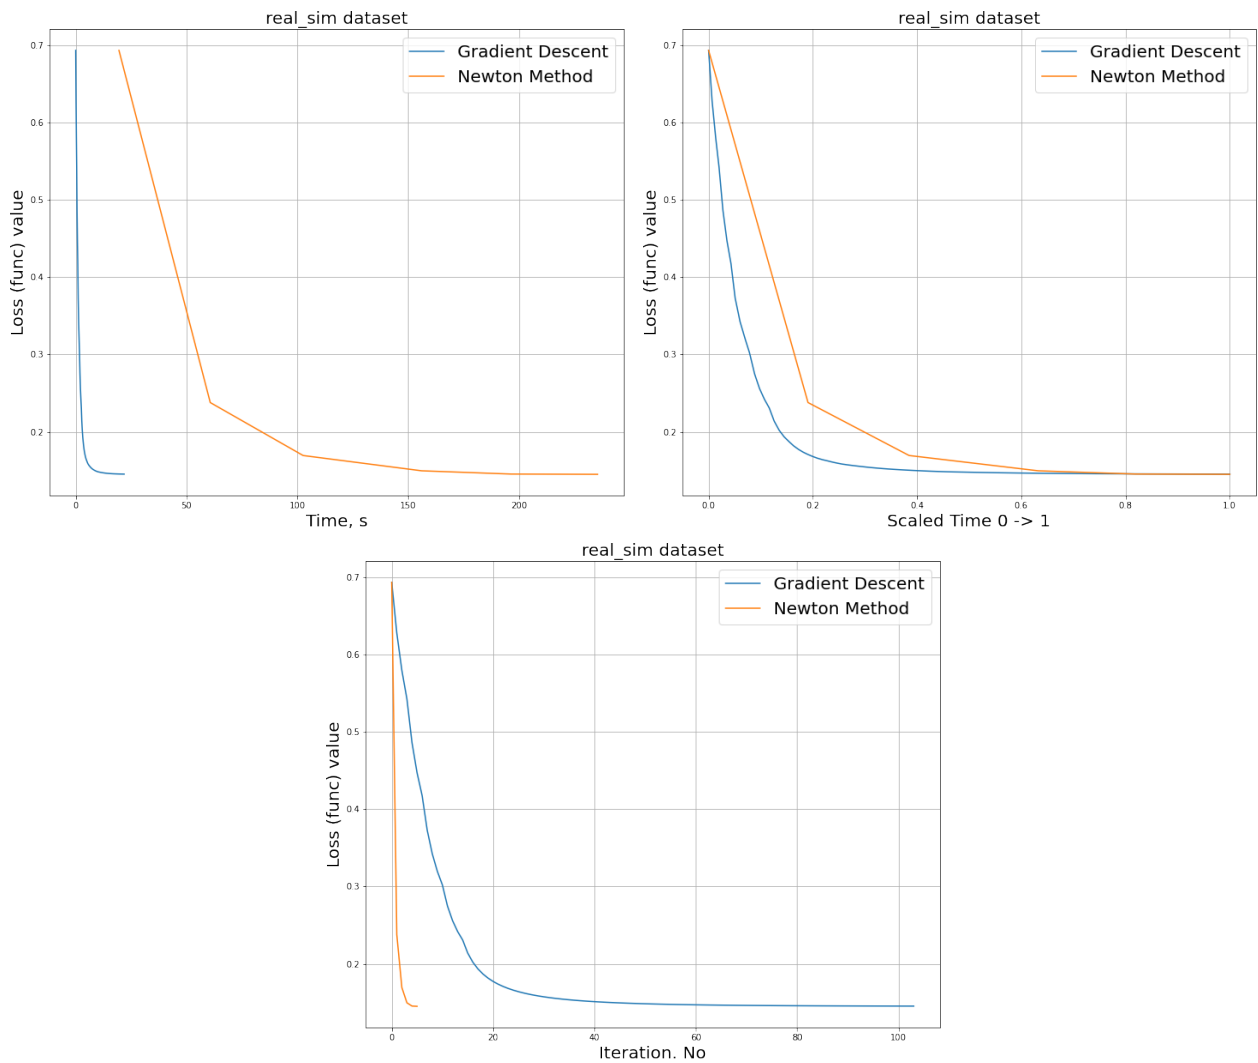 real_sim dataset
Gradient Descent
Newton Method
Loss (func) value
0.7
0.6
0.5
0.4
0.3
0.2
0
50
100
150
200
Time, s
real_sim dataset
Gradient Descent
Newton Method
Loss (func) value
0.7
0.6
0.5
0.4
0.3
0.2
0.0
0.2
0.4
0.6
0.8
1.0
Scaled Time 0 -> 1
real_sim dataset
Gradient Descent
Newton Method
Loss (func) value
0.7
0.6
0.5
0.4
0.3
0.2
0
20
40
60
80
100
Iteration. No